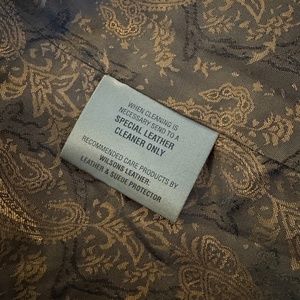 WHEN CLEANING IS
NECESSARY SEND TO A
SPECIAL LEATHER
CLEANER ONLY
RECOMMENDED CARE PRODUCTS BY
WILSONS LEATHER:
LEATHER & SUEDE PROTECTOR